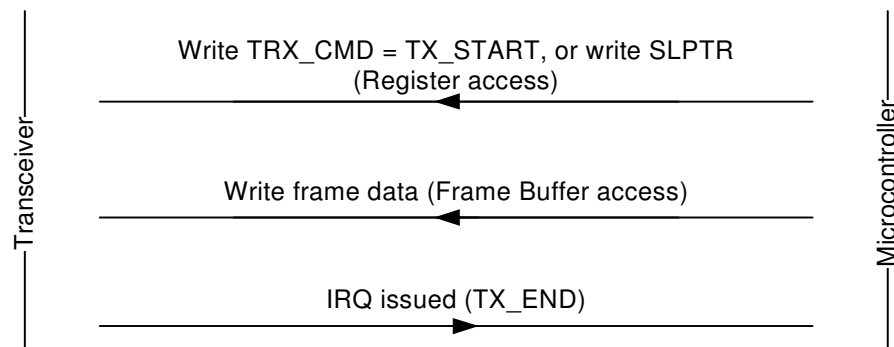 Write TRX_CMD = TX_START, or write SLPTR
(Register access)
Transceiver
Microcontroller
Write frame data (Frame Buffer access)
IRQ issued (TX_END)